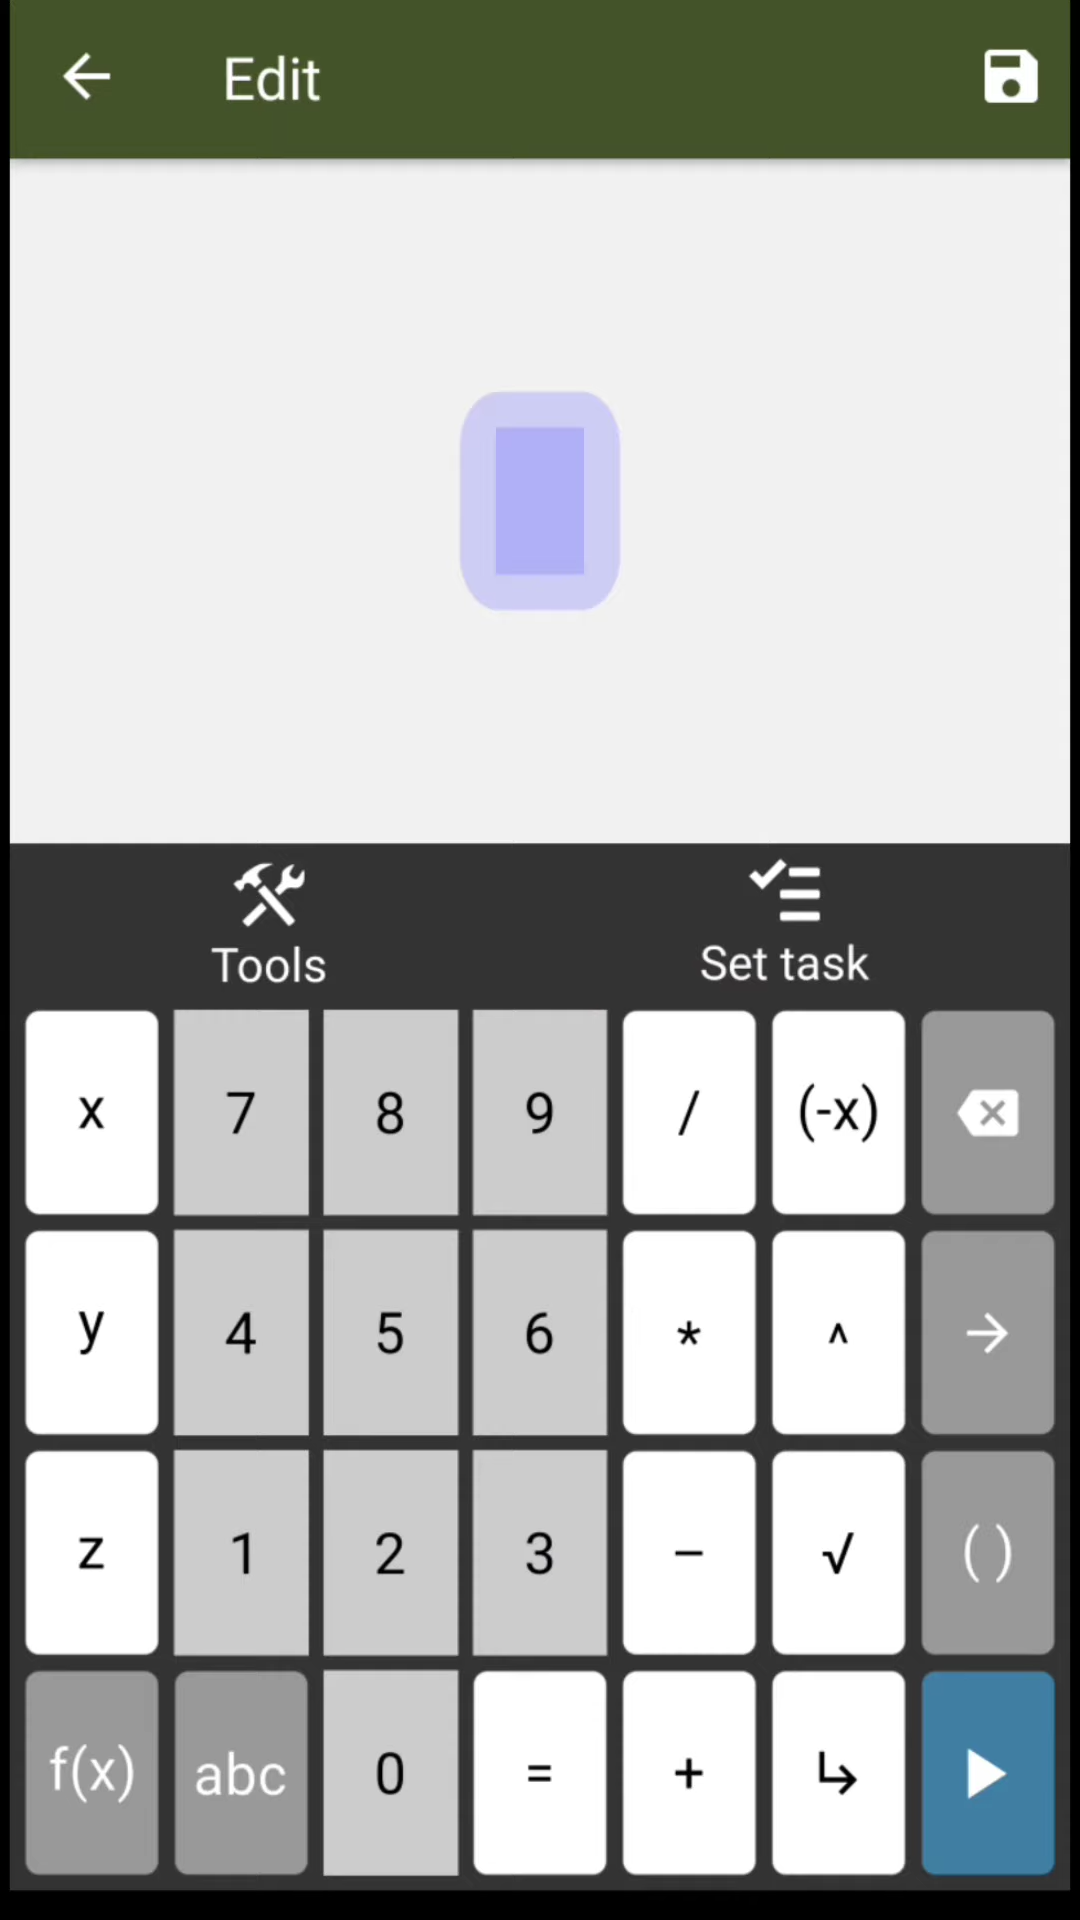 Edit
Tools Set task
x 7 8 9 / (-x)
y 4 5 6 * ^
z 1 2 3 − √ ( )
f(x) abc 0 = +